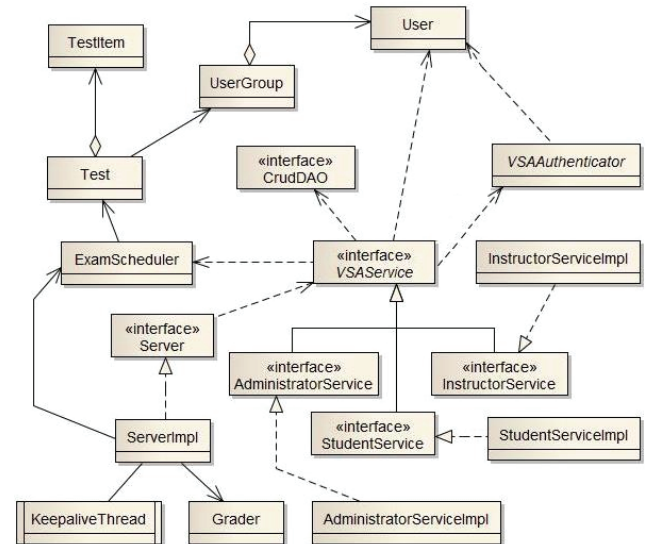 User
TestItem
UserGroup
Test
«interface»
CrudDAO
VSAAuthenticator
ExamScheduler
«interface»
VSAService
InstructorServiceImpl
«interface»
Server
«interface»
AdministratorService
«interface»
InstructorService
ServerImpl
«interface»
StudentService
StudentServiceImpl
KeepaliveThread
Grader
AdministratorServiceImpl